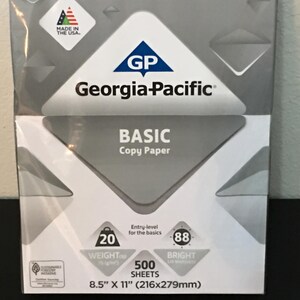 MADE IN
THE USA.
GP
Georgia-Pacific®
BASIC
Copy Paper
Entry-level
for the basics
20
WEIGHT
88
BRIGHT
500
SHEETS
8.5" X 11" (216x279mm)